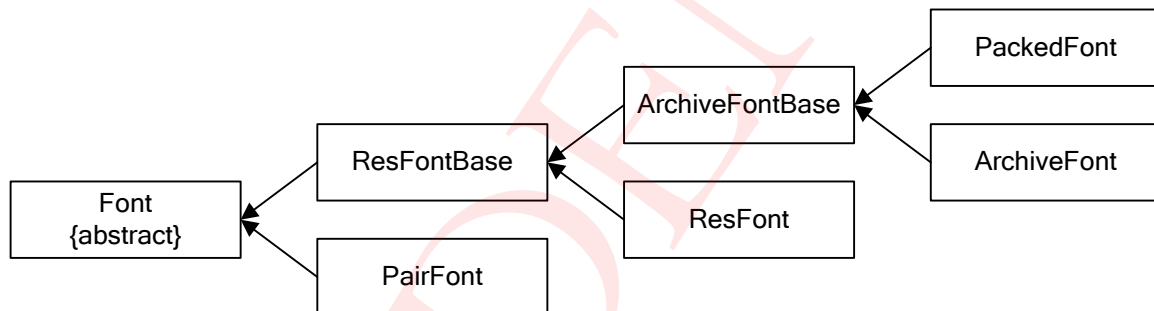 PackedFont
ArchiveFontBase
ResFontBase
ArchiveFont
Font
{abstract}
ResFont
PairFont